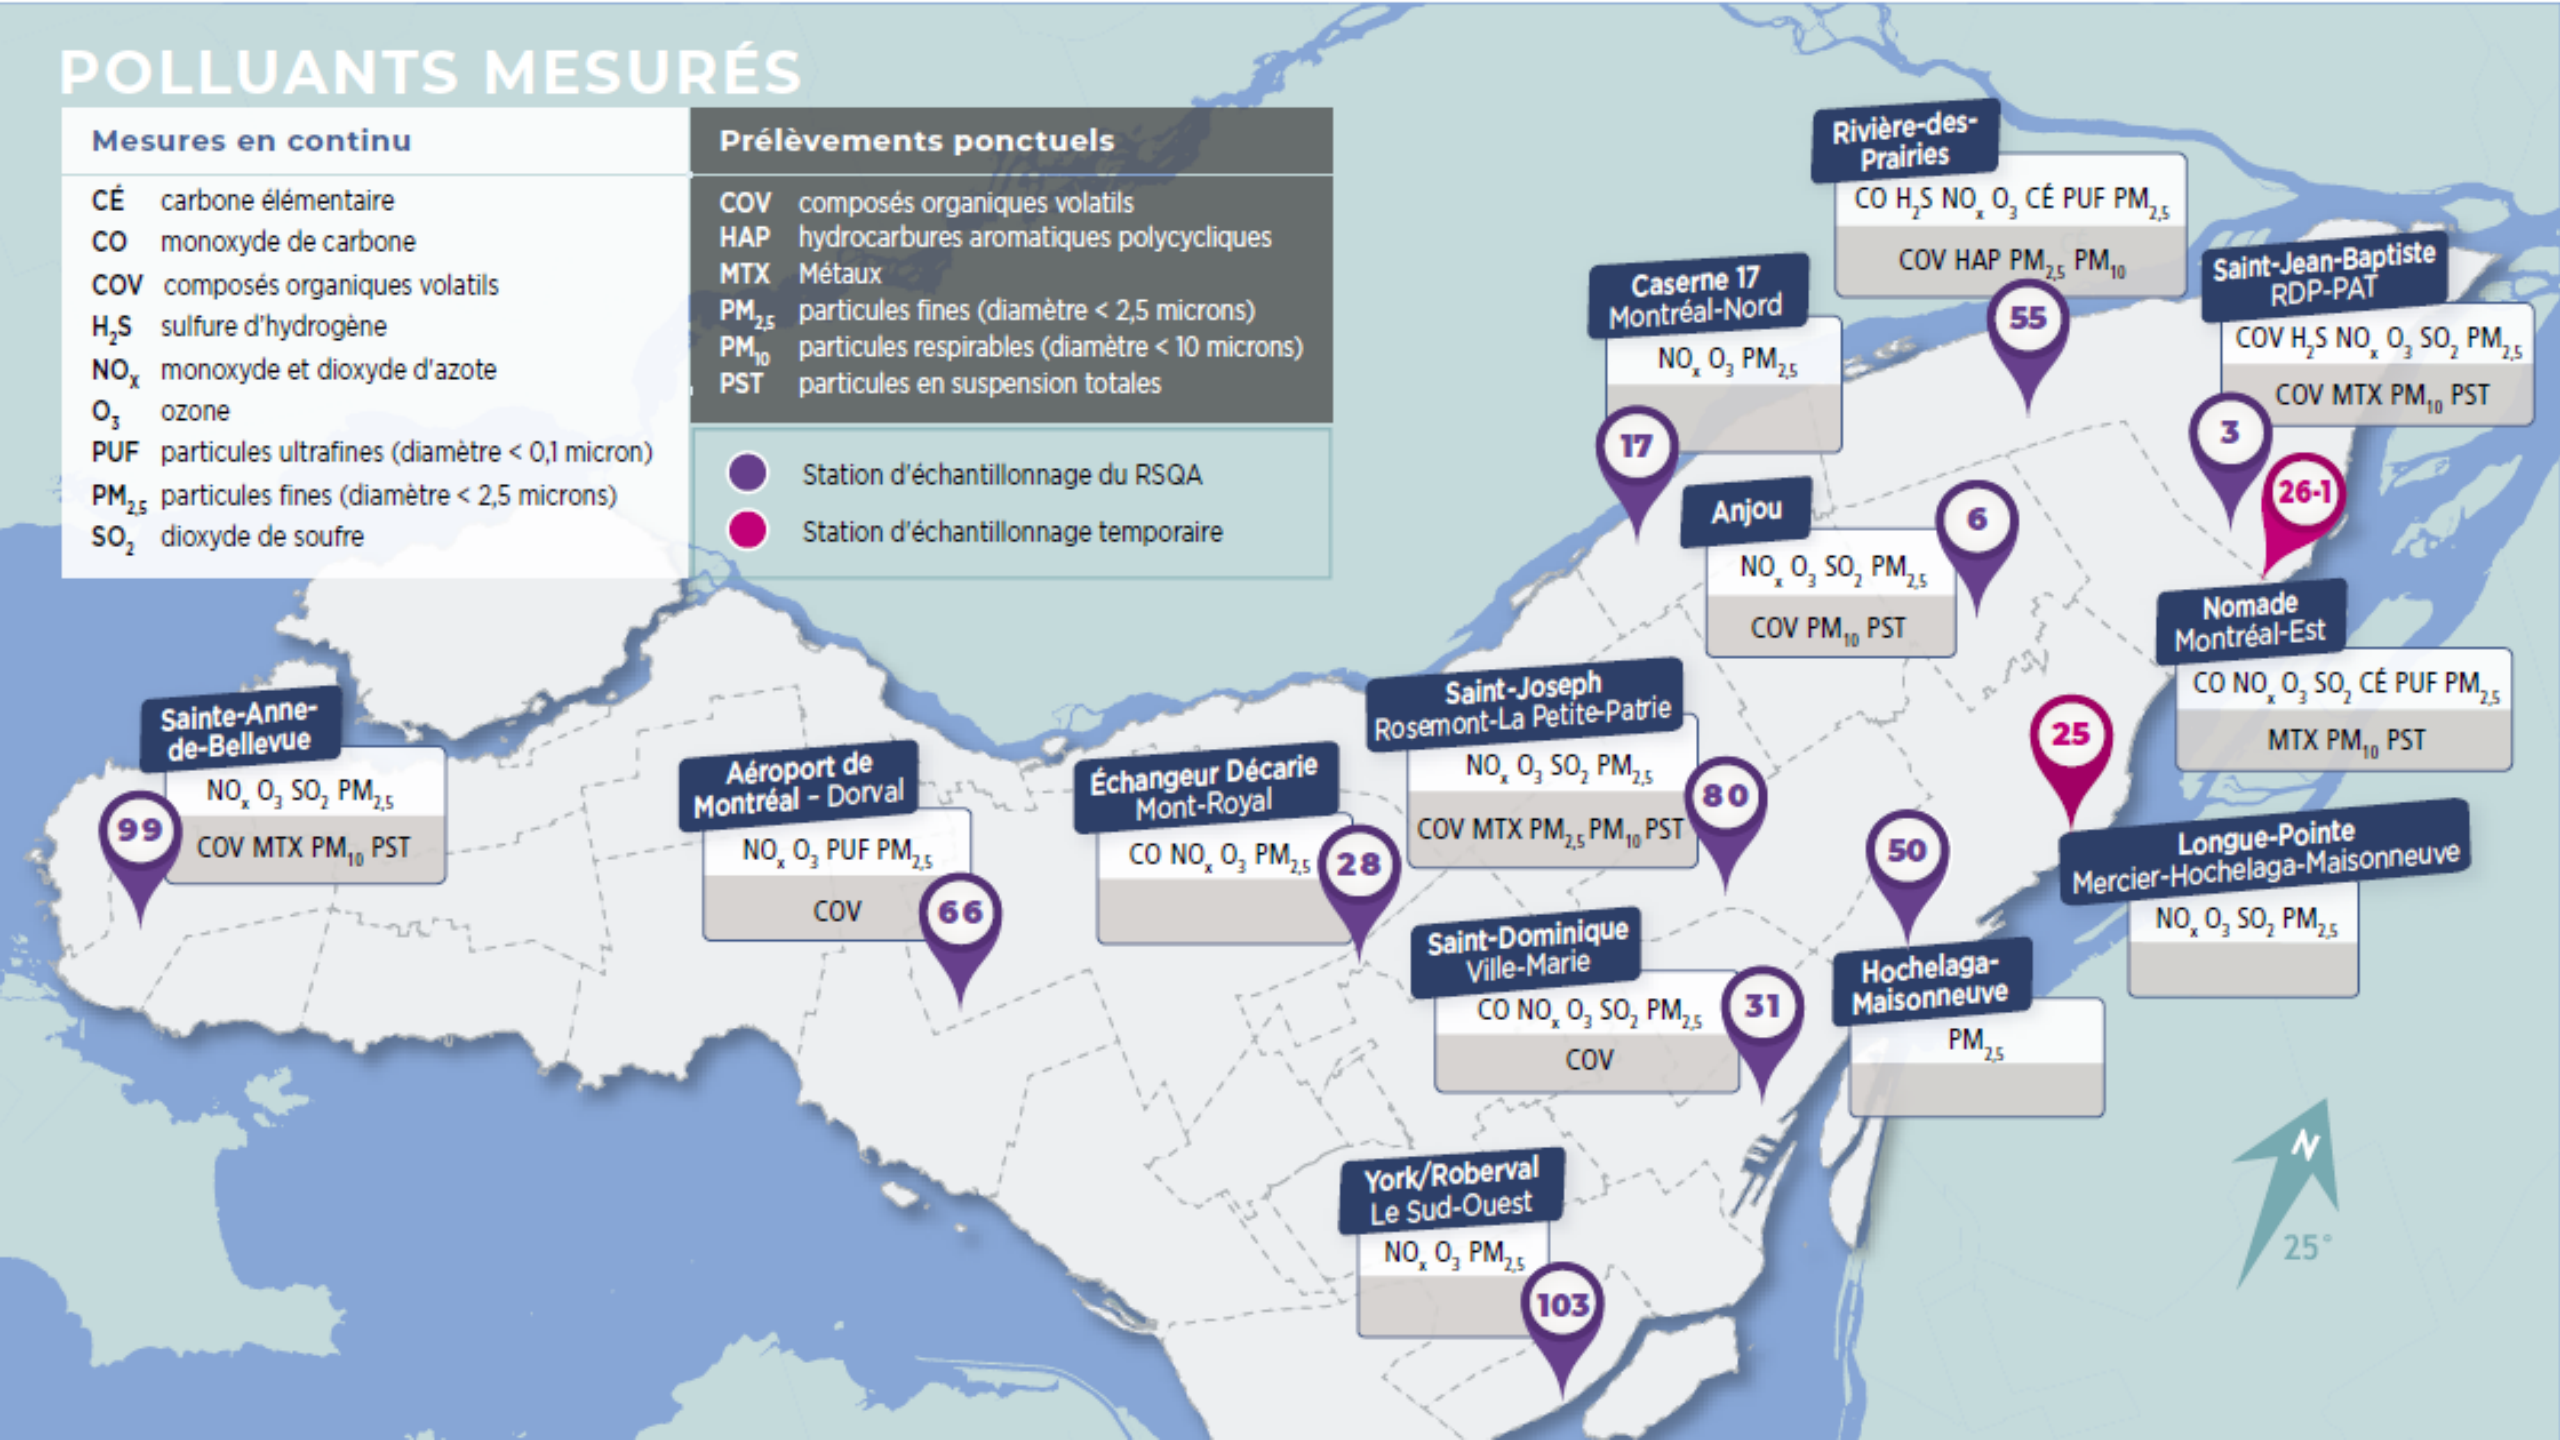 POLLUANTS MESURÉS
Mesures en continu
CÉ carbone élémentaire
CO monoxyde de carbone
COV composés organiques volatils
H₂S sulfure d'hydrogène
NOₓ monoxyde et dioxyde d'azote
O₃ ozone
PUF particules ultrafines (diamètre < 0,1 micron)
PM2,5 particules fines (diamètre < 2,5 microns)
SO₂ dioxyde de soufre
Prélèvements ponctuels
COV composés organiques volatils
HAP hydrocarbures aromatiques polycycliques
MTX Métaux
PM2,5 particules fines (diamètre < 2,5 microns)
PM10 particules respirables (diamètre < 10 microns)
PST particules en suspension totales
Station d'échantillonnage du RSQA
Station d'échantillonnage temporaire
Rivière-des-
Prairies
CO H₂S NOₓ O₃ CÉ PUF PM2,5
COV HAP PM2,5 PM10
55
Caserne 17
Montréal-Nord
NOₓ O₃ PM2,5
17
Saint-Jean-Baptiste
RDP-PAT
COV H₂S NOₓ O₃ SO₂ PM2,5
COV MTX PM10 PST
3
26-1
Anjou
NOₓ O₃ SO₂ PM2,5
COV PM10 PST
6
Nomade
Montréal-Est
CO NOₓ O₃ SO₂ CÉ PUF PM2,5
MTX PM10 PST
25
Sainte-Anne-
de-Bellevue
NOₓ O₃ SO₂ PM2,5
COV MTX PM10 PST
99
Aéroport de
Montréal – Dorval
NOₓ O₃ PUF PM2,5
COV
66
Échangeur Décarie
Mont-Royal
CO NOₓ O₃ PM2,5
28
Saint-Joseph
Rosemont-La Petite-Patrie
NOₓ O₃ SO₂ PM2,5
COV MTX PM2,5 PM10 PST
80
50
Longue-Pointe
Mercier-Hochelaga-Maisonneuve
NOₓ O₃ SO₂ PM2,5
Saint-Dominique
Ville-Marie
CO NOₓ O₃ SO₂ PM2,5
COV
31
Hochelaga-
Maisonneuve
PM2,5
York/Roberval
Le Sud-Ouest
NOₓ O₃ PM2,5
103
N
25°